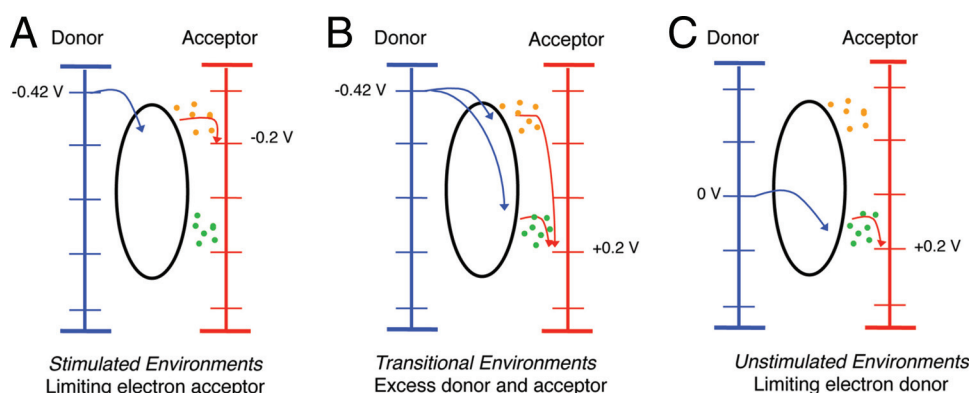 A
Donor
Acceptor
-0.42 V
-0.2 V
Stimulated Environments
Limiting electron acceptor
B
Donor
Acceptor
-0.42 V
+0.2 V
Transitional Environments
Excess donor and acceptor
C
Donor
Acceptor
0 V
+0.2 V
Unstimulated Environments
Limiting electron donor